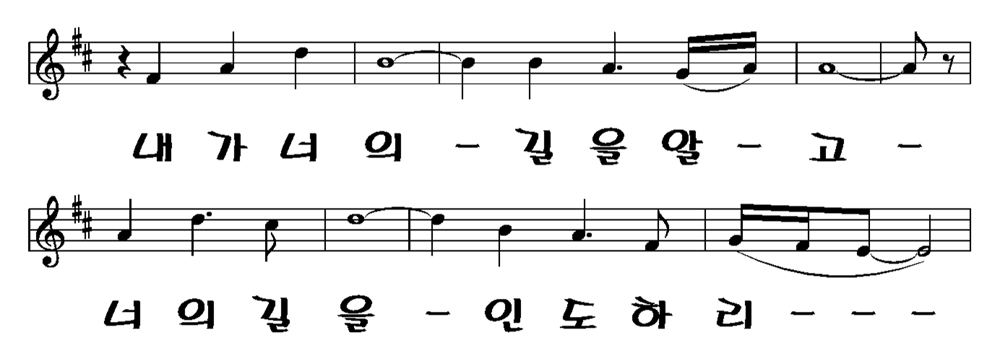 내 가 너 의 - 길 을 알 - 고 -
너 의 길 을 - 인 도 하 리 - - -